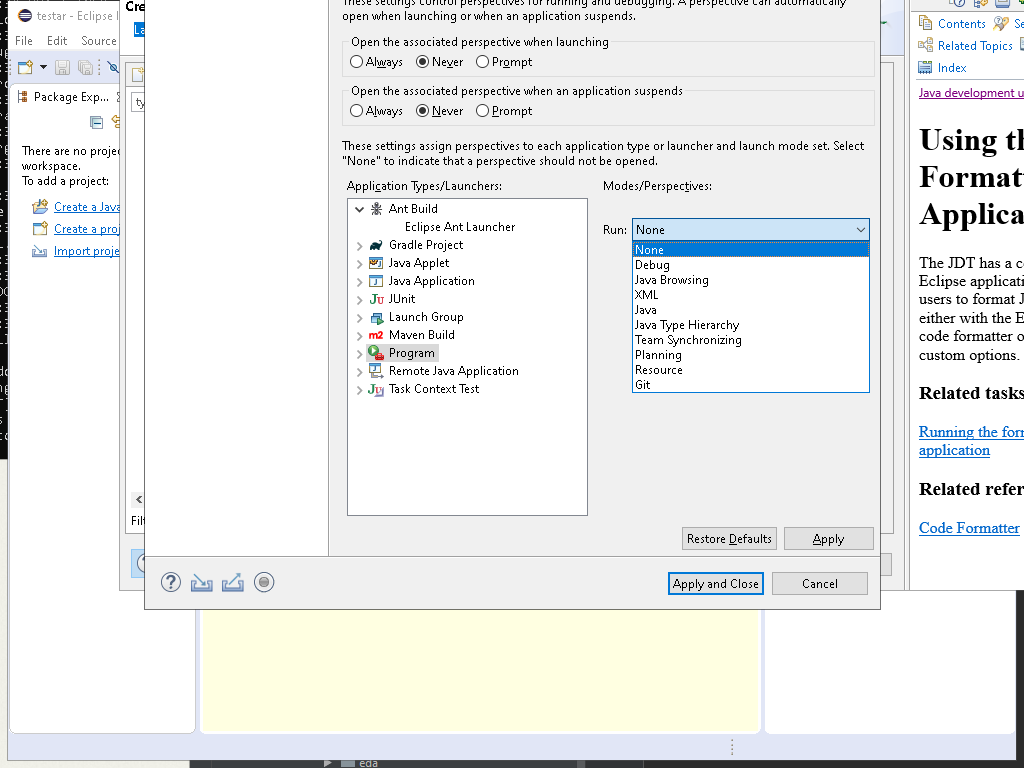 testar - Eclipse I
File
Edit
Source
Package Exp...
There are no proje
workspace.
To add a project:
Create a Java
Create a proj
Import proje
Cre
ty
Filt
These settings control perspectives for running and debugging. A perspective can automatically
open when launching or when an application suspends.
Open the associated perspective when launching
Always
Never
Prompt
Open the associated perspective when an application suspends
Always
Never
Prompt
These settings assign perspectives to each application type or launcher and launch mode set. Select
"None" to indicate that a perspective should not be opened.
Application Types/Launchers:
Modes/Perspectives:
Ant Build
Eclipse Ant Launcher
Gradle Project
Java Applet
Java Application
JUnit
Launch Group
Maven Build
Program
Remote Java Application
Task Context Test
Run:
None
None
Debug
Java Browsing
XML
Java
Java Type Hierarchy
Team Synchronizing
Planning
Resource
Git
Restore Defaults
Apply
Apply and Close
Cancel
Contents
Se
Related Topics
Index
Java development u
Using th
Formatt
Applica
The JDT has a co
Eclipse applicati
users to format J
either with the E
code formatter o
custom options.
Related tasks
Running the form
application
Related refer
Code Formatter
eda